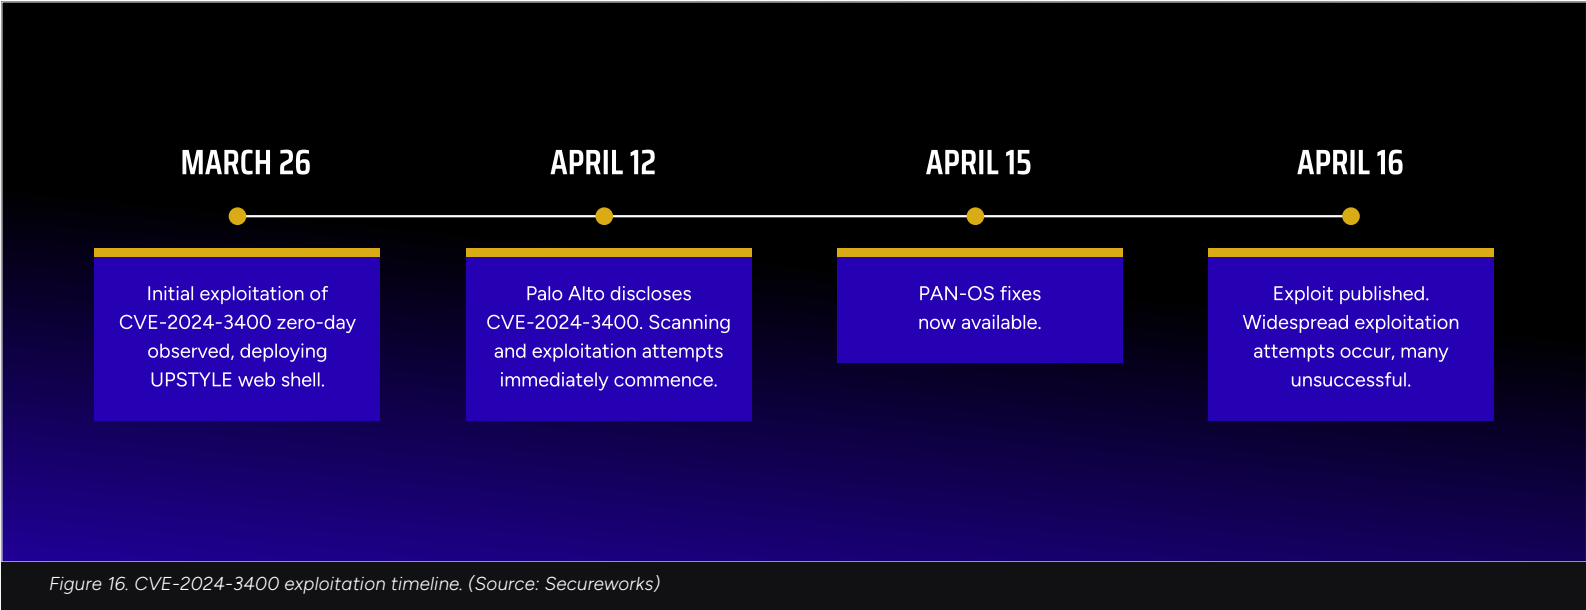 MARCH 26
Initial exploitation of
CVE-2024-3400 zero-day
observed, deploying
UPSTYLE web shell.
APRIL 12
Palo Alto discloses
CVE-2024-3400. Scanning
and exploitation attempts
immediately commence.
APRIL 15
PAN-OS fixes
now available.
APRIL 16
Exploit published.
Widespread exploitation
attempts occur, many
unsuccessful.
Figure 16. CVE-2024-3400 exploitation timeline. (Source: Secureworks)